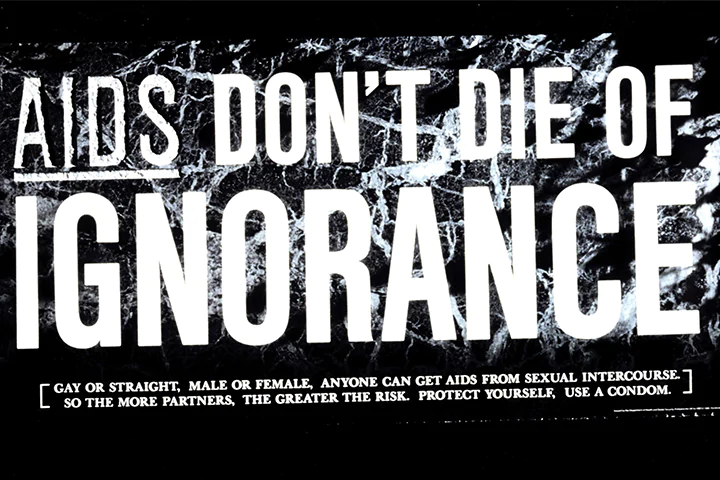 AIDS DON'T DIE OF
IGNORANCE
[GAY OR STRAIGHT, MALE OR FEMALE, ANYONE CAN GET AIDS FROM SEXUAL INTERCOURSE.
SO THE MORE PARTNERS, THE GREATER THE RISK. PROTECT YOURSELF, USE A CONDOM.]